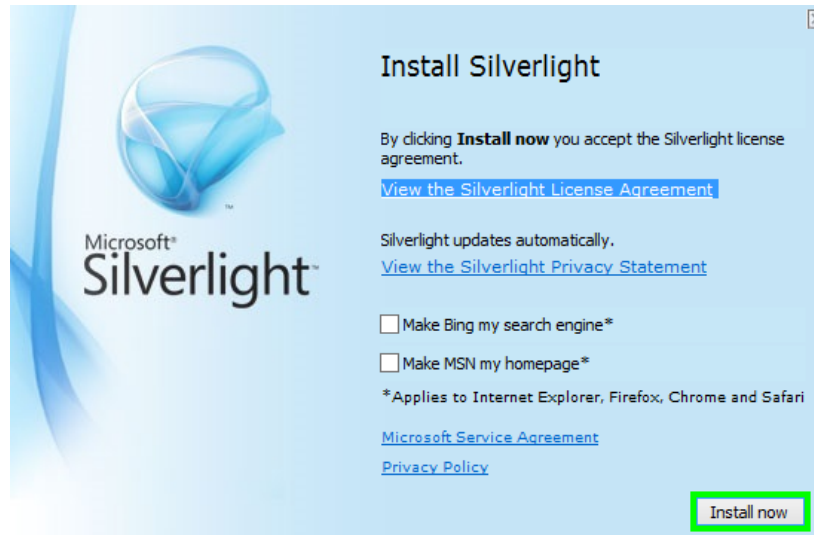 Install Silverlight
By clicking Install now you accept the Silverlight license
agreement.
View the Silverlight License Agreement
Microsoft®
Silverlight™
Silverlight updates automatically.
View the Silverlight Privacy Statement
Make Bing my search engine*
Make MSN my homepage*
*Applies to Internet Explorer, Firefox, Chrome and Safari
Microsoft Service Agreement
Privacy Policy
Install now